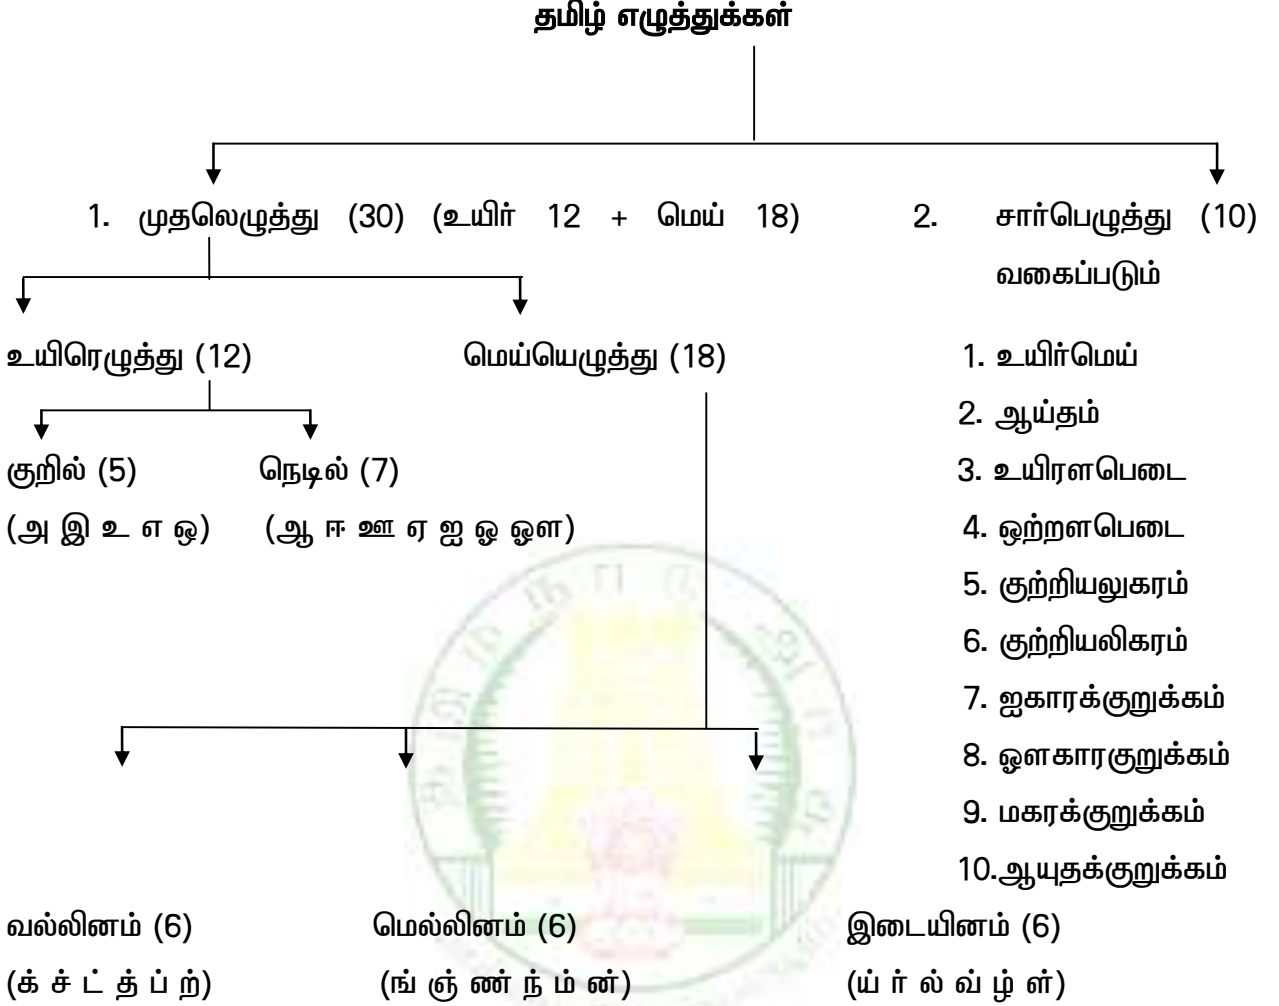 தமிழ் எழுத்துக்கள்
1. முதலெழுத்து (30) (உயிர் 12 + மெய் 18)
2. சார்பெழுத்து (10)
வகைப்படும்
உயிரெழுத்து (12)
மெய்யெழுத்து (18)
குறில் (5)
நெடில் (7)
(அ இ உ எ ஒ)
(ஆ ஈ ஊ ஏ ஐ ஓ ஔ)
1. உயிர்மெய்
2. ஆய்தம்
3. உயிரளபெடை
4. ஒற்றளபெடை
5. குற்றியலுகரம்
6. குற்றியலிகரம்
7. ஐகாரக்குறுக்கம்
8. ஔகாரகுறுக்கம்
9. மகரக்குறுக்கம்
10.ஆயுதக்குறுக்கம்
வல்லினம் (6)
மெல்லினம் (6)
இடையினம் (6)
(க் ச் ட் த் ப் ற்)
(ங் ஞ் ண் ந் ம் ன்)
(ய் ர் ல் வ் ழ் ள்)